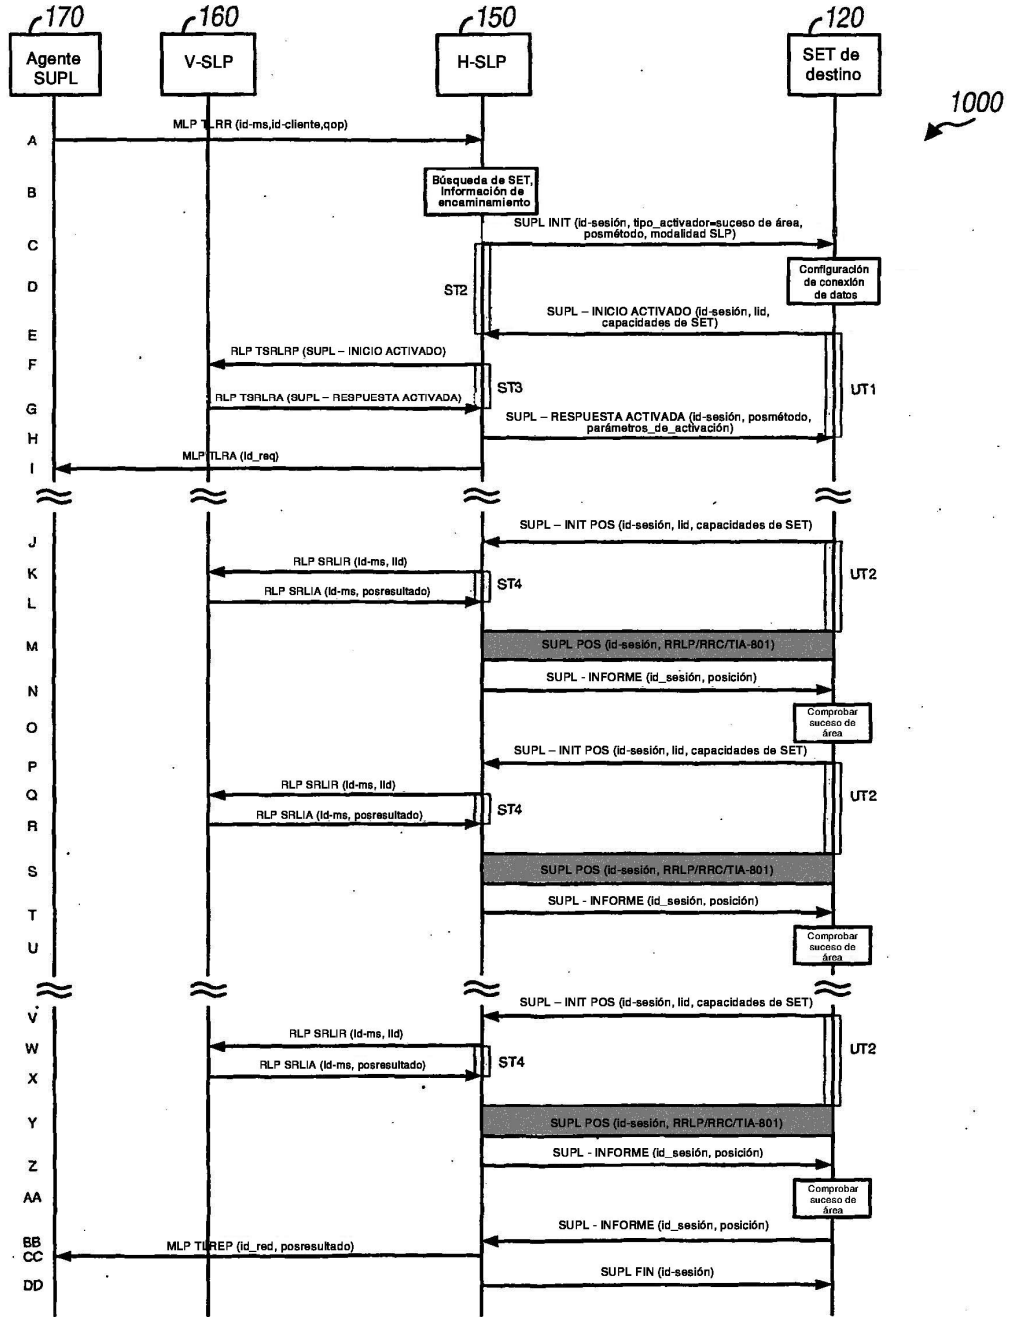 170
160
150
120
Agente
SUPL
V-SLP
H-SLP
SET de
destino
1000
A
MLP TLRR (id-ms,id-cliente,qop)
B
Búsqueda de SET,
Información de
encaminamiento
C
SUPL INIT (id-sesión, tipo_activador=suceso de área,
posmétodo, modalidad SLP)
D
ST2
Configuración
de conexión
de datos
E
SUPL – INICIO ACTIVADO (id-sesión, lid,
capacidades de SET)
F
RLP TSRLRP (SUPL – INICIO ACTIVADO)
ST3
UT1
G
RLP TSRLRA (SUPL – RESPUESTA ACTIVADA)
H
SUPL – RESPUESTA ACTIVADA (id-sesión, posmétodo,
parámetros_de_activación)
I
MLP TLRA (id_req)
J
SUPL – INIT POS (id-sesión, lid, capacidades de SET)
K
RLP SRLIR (id-ms, lid)
ST4
UT2
L
RLP SRLIA (id-ms, posresultado)
M
SUPL POS (id-sesión, RRLP/RRC/TIA-801)
N
SUPL - INFORME (id_sesión, posición)
O
Comprobar
suceso de
área
P
SUPL – INIT POS (id-sesión, lid, capacidades de SET)
Q
RLP SRLIR (id-ms, lid)
ST4
UT2
R
RLP SRLIA (id-ms, posresultado)
S
SUPL POS (id-sesión, RRLP/RRC/TIA-801)
T
SUPL - INFORME (id_sesión, posición)
U
Comprobar
suceso de
área
V
SUPL – INIT POS (id-sesión, lid, capacidades de SET)
W
RLP SRLIR (id-ms, lid)
ST4
UT2
X
RLP SRLIA (id-ms, posresultado)
Y
SUPL POS (id-sesión, RRLP/RRC/TIA-801)
Z
SUPL - INFORME (id_sesión, posición)
AA
Comprobar
suceso de
área
BB
SUPL - INFORME (id_sesión, posición)
CC
MLP TLREP (id_red, posresultado)
DD
SUPL FIN (id-sesión)